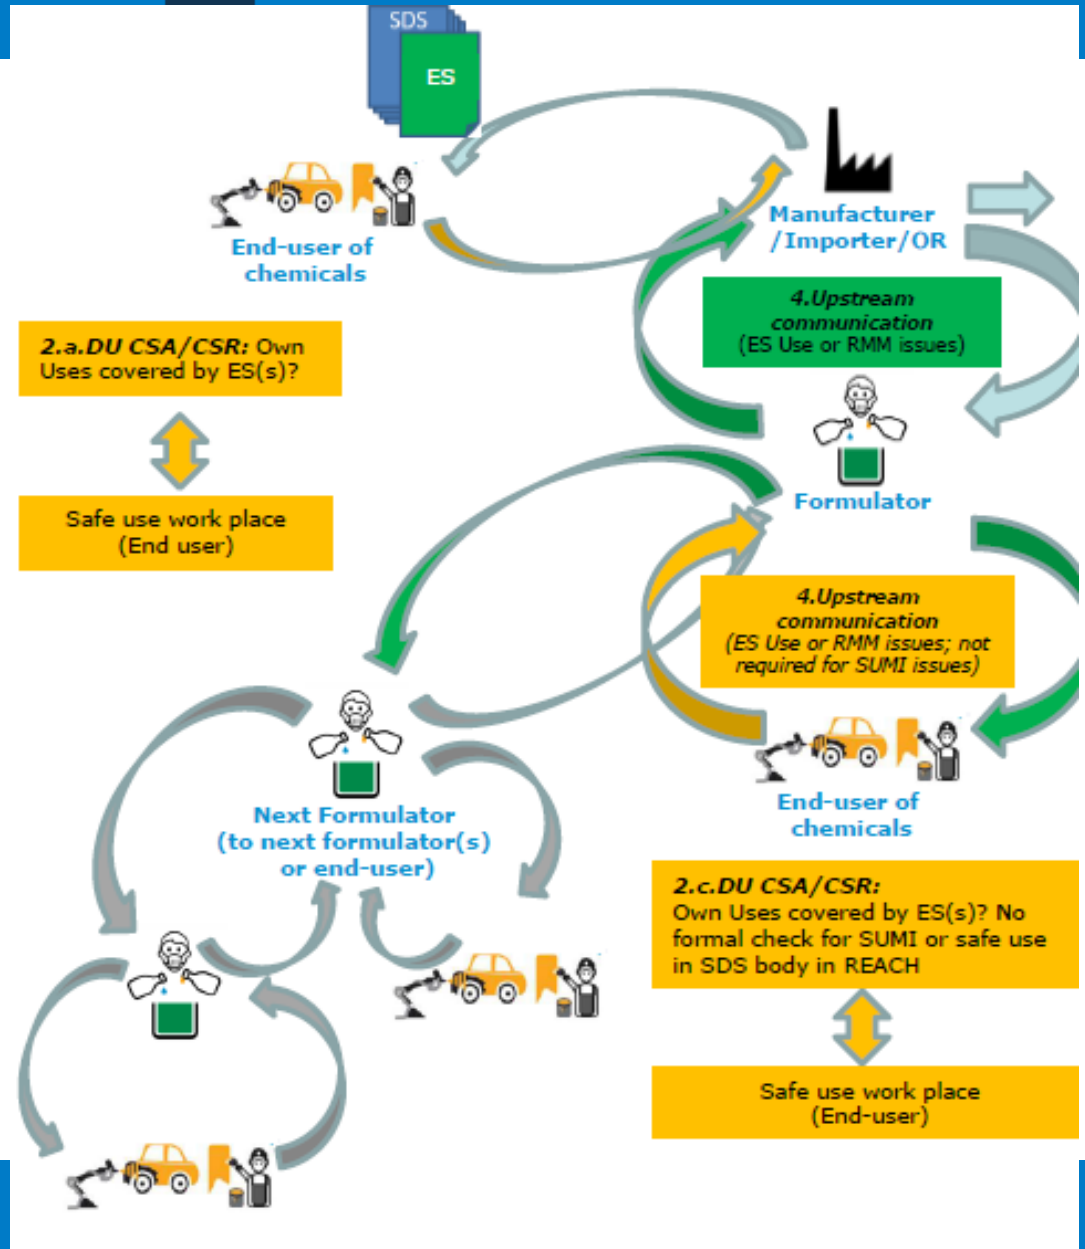 SDS
ES
Manufacturer
/Importer/OR
End-user of
chemicals
4.Upstream
communication
(ES Use or RMM issues)
2.a.DU CSA/CSR: Own
Uses covered by ES(s)?
Safe use work place
(End user)
Formulator
4.Upstream
communication
(ES Use or RMM issues; not
required for SUMI issues)
Next Formulator
(to next formulator(s)
or end-user)
End-user of
chemicals
2.c.DU CSA/CSR:
Own Uses covered by ES(s)? No
formal check for SUMI or safe use
in SDS body in REACH
Safe use work place
(End-user)